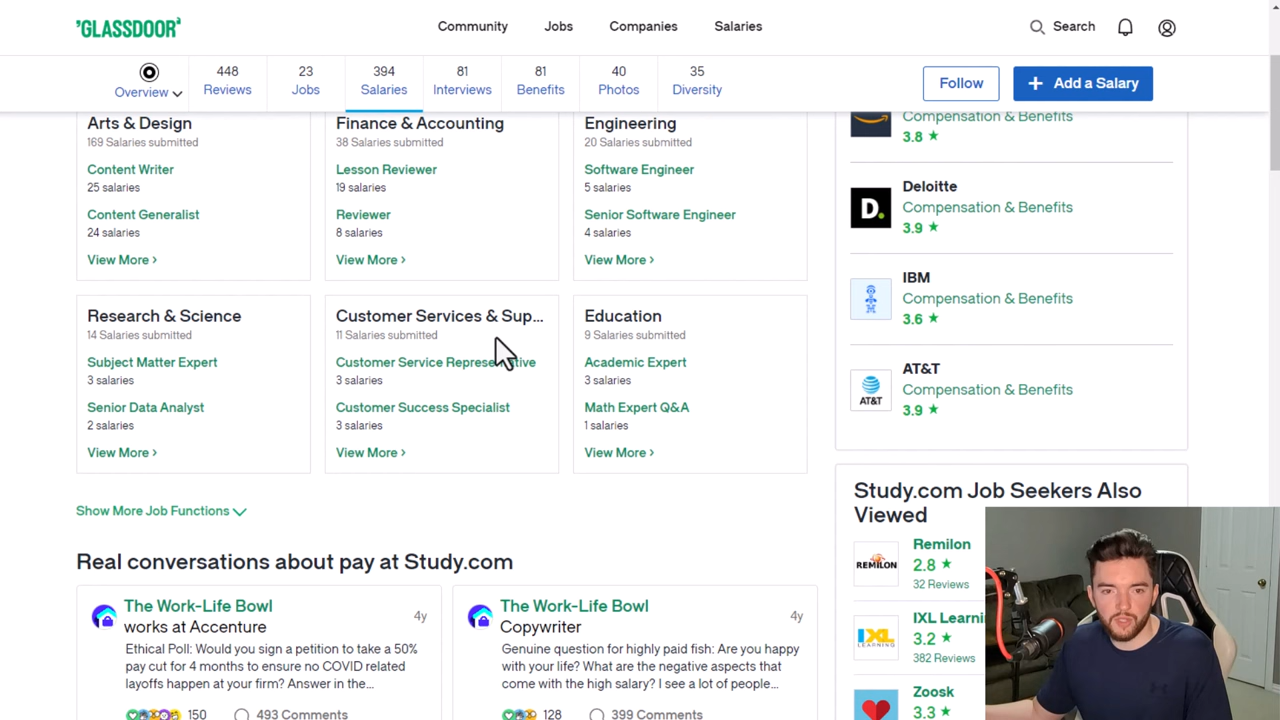 'GLASSDOOR'
Community
Jobs
Companies
Salaries
Search
Overview
448
Reviews
23
Jobs
394
Salaries
81
Interviews
81
Benefits
40
Photos
35
Diversity
Follow
+ Add a Salary
Arts & Design
169 Salaries submitted
Content Writer
25 salaries
Content Generalist
24 salaries
View More ›
Finance & Accounting
38 Salaries submitted
Lesson Reviewer
19 salaries
Reviewer
8 salaries
View More ›
Engineering
20 Salaries submitted
Software Engineer
5 salaries
Senior Software Engineer
4 salaries
View More ›
Research & Science
14 Salaries submitted
Subject Matter Expert
3 salaries
Senior Data Analyst
2 salaries
View More ›
Customer Services & Sup...
11 Salaries submitted
Customer Service Representative
3 salaries
Customer Success Specialist
3 salaries
View More ›
Education
9 Salaries submitted
Academic Expert
3 salaries
Math Expert Q&A
1 salaries
View More ›
Show More Job Functions
Compensation & Benefits
3.8 ★
D.
Deloitte
Compensation & Benefits
3.9 ★
IBM
Compensation & Benefits
3.6 ★
AT&T
AT&T
Compensation & Benefits
3.9 ★
Real conversations about pay at Study.com
The Work-Life Bowl
4y
works at Accenture
Ethical Poll: Would you sign a petition to take a 50%
pay cut for 4 months to ensure no COVID related
layoffs happen at your firm? Answer in the...
150
493 Comments
The Work-Life Bowl
4y
Copywriter
Genuine question for highly paid fish: Are you happy
with your life? What are the negative aspects that
come with the high salary? I see a lot of people...
128
399 Comments
Study.com Job Seekers Also
Viewed
REMILON
Remilon
2.8 ★
32 Reviews
IXL
LEARNING
IXL Learni
3.2 ★
382 Reviews
Zoosk
3.3 ★